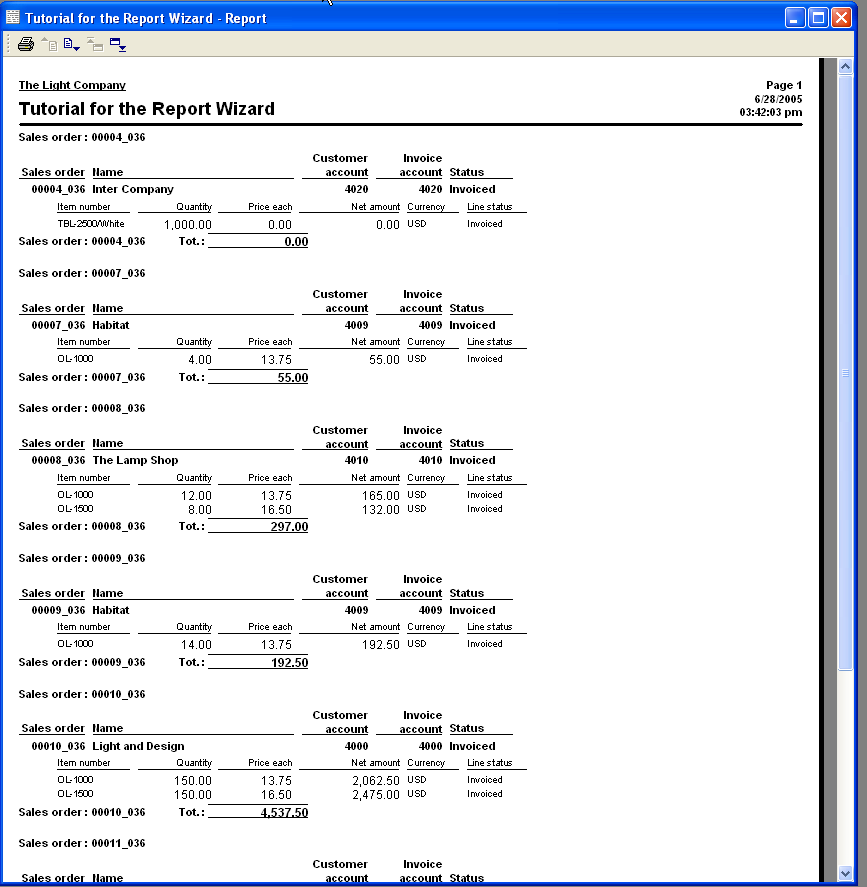 Tutorial for the Report Wizard - Report
The Light Company Page 1
6/28/2005
Tutorial for the Report Wizard 03:42:03 pm
Sales order : 00004_036
Customer Invoice
Sales order Name account account Status
00004_036 Inter Company 4020 4020 Invoiced
Item number Quantity Price each Net amount Currency Line status
TBL-2500/White 1,000.00 0.00 0.00 USD Invoiced
Sales order : 00004_036 Tot. : 0.00
Sales order : 00007_036
Customer Invoice
Sales order Name account account Status
00007_036 Habitat 4009 4009 Invoiced
Item number Quantity Price each Net amount Currency Line status
OL-1000 4.00 13.75 55.00 USD Invoiced
Sales order : 00007_036 Tot. : 55.00
Sales order : 00008_036
Customer Invoice
Sales order Name account account Status
00008_036 The Lamp Shop 4010 4010 Invoiced
Item number Quantity Price each Net amount Currency Line status
OL-1000 12.00 13.75 165.00 USD Invoiced
OL-1500 8.00 16.50 132.00 USD Invoiced
Sales order : 00008_036 Tot. : 297.00
Sales order : 00009_036
Customer Invoice
Sales order Name account account Status
00009_036 Habitat 4009 4009 Invoiced
Item number Quantity Price each Net amount Currency Line status
OL-1000 14.00 13.75 192.50 USD Invoiced
Sales order : 00009_036 Tot. : 192.50
Sales order : 00010_036
Customer Invoice
Sales order Name account account Status
00010_036 Light and Design 4000 4000 Invoiced
Item number Quantity Price each Net amount Currency Line status
OL-1000 150.00 13.75 2,062.50 USD Invoiced
OL-1500 150.00 16.50 2,475.00 USD Invoiced
Sales order : 00010_036 Tot. : 4,537.50
Sales order : 00011_036
Customer Invoice
Sales order Name account account Status